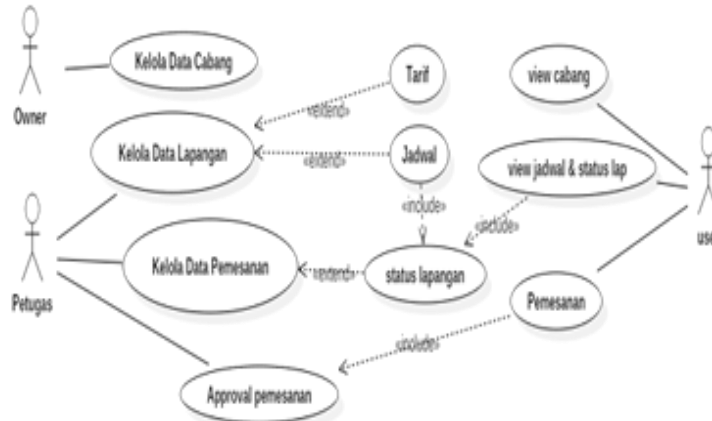 Kelola Data Cabang
Tarif
view cabang
Owner
«extend»
Kelola Data Lapangan
Jadwal
«extend»
view jadwal & status lap
«include»
«include»
use
Kelola Data Pemesanan
«extend»
status lapangan
Petugas
Pemesanan
«include»
Approval pemesanan